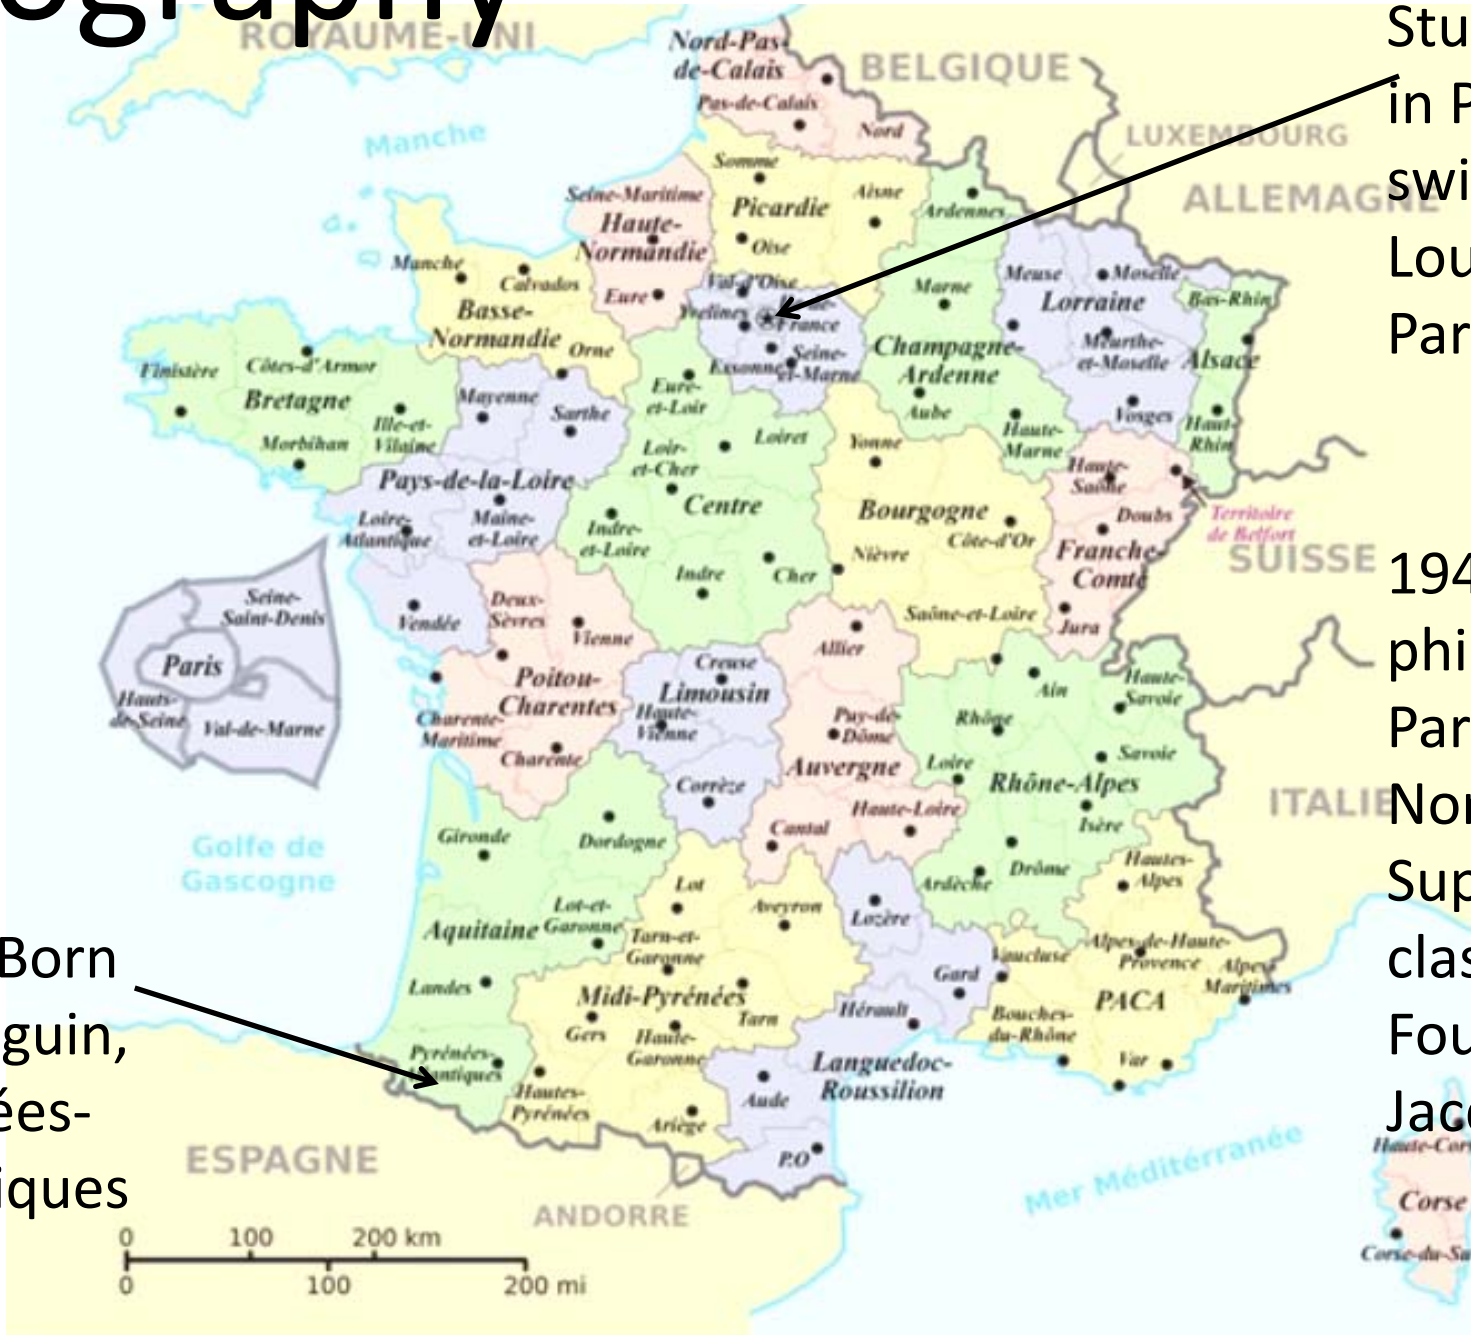 ography
ROYAUME-UNI
Nord-Pas-
de-Calais
Pas-de-Calais
Nord
BELGIQUE
LUXEMBOURG
ALLEMAGNE
Manche
Stu
in P
swi
Lou
Par
Somme
Picardie
Aisne
Oise
Seine-Maritime
Haute-
Normandie
Eure
Ardennes
Marne
Champagne-
Ardenne
Aube
Haute-
Marne
Meuse
Moselle
Lorraine
Meurthe-
et-Moselle
Vosges
Bas-Rhin
Alsace
Haut-
Rhin
Manche
Calvados
Basse-
Normandie
Orne
Val-d'Oise
Yvelines
France
Essonne
Seine-
et-Marne
Finistère
Côtes-d'Armor
Bretagne
Ille-et-
Vilaine
Morbihan
Mayenne
Sarthe
Pays-de-la-Loire
Loire-
Atlantique
Maine-
et-Loire
Vendée
Eure-
et-Loir
Loiret
Loir-
et-Cher
Centre
Indre-
et-Loire
Indre
Cher
Yonne
Bourgogne
Côte-d'Or
Nièvre
Saône-et-Loire
Haute-
Saône
Doubs
Franche-
Comté
Jura
Territoire
de Belfort
SUISSE
194
phi
Par
Nor
Sup
clas
Fou
Jaco
Seine-
Saint-Denis
Paris
Hauts-
de-Seine
Val-de-Marne
Deux-
Sèvres
Vienne
Poitou-
Charentes
Charente-
Maritime
Charente
Creuse
Limousin
Haute-
Vienne
Corrèze
Allier
Puy-de-
Dôme
Auvergne
Cantal
Haute-Loire
Ain
Haute-
Savoie
Rhône
Savoie
Loire
Rhône-Alpes
Isère
Drôme
Ardèche
ITALIE
Golfe de
Gascogne
Gironde
Dordogne
Lot-et-
Garonne
Aquitaine
Landes
Pyrénées-
Atlantiques
Lot
Aveyron
Tarn-et-
Garonne
Midi-Pyrénées
Tarn
Gers
Haute-
Garonne
Hautes-
Pyrénées
Ariège
Lozère
Gard
Hérault
Languedoc-
Roussilion
Aude
P.O
Hautes-
Alpes
Vaucluse
Alpes-de-Haute-
Provence
Alpes
Maritimes
PACA
Bouches-
du-Rhône
Var
Born
guin,
ées-
iques
ESPAGNE
ANDORRE
Mer Méditérranée
Haute-Cor
Corse
Corse-du-Su
0 100 200 km
0 100 200 mi